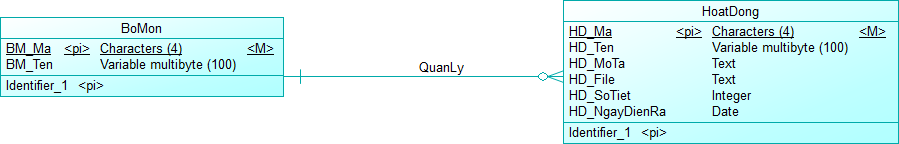 BoMon
BM_Ma <pi> Characters (4) <M>
BM_Ten Variable multibyte (100)
Identifier_1 <pi>
QuanLy
HoatDong
HD_Ma <pi> Characters (4) <M>
HD_Ten Variable multibyte (100)
HD_MoTa Text
HD_File Text
HD_SoTiet Integer
HD_NgayDienRa Date
Identifier_1 <pi>